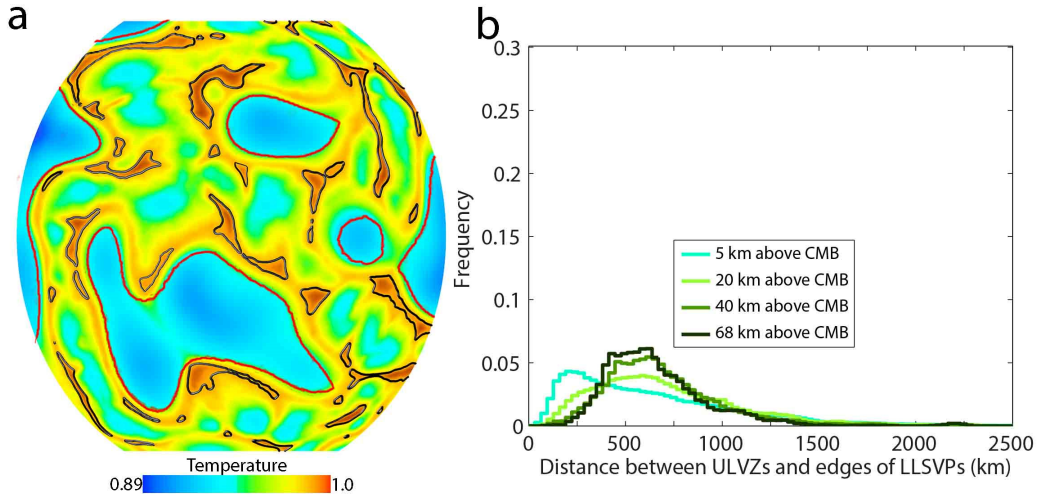 a
Temperature
0.89
1.0
b
0.3
0.25
0.2
0.15
0.1
0.05
0
Frequency
5 km above CMB
20 km above CMB
40 km above CMB
68 km above CMB
0
500
1000
1500
2000
2500
Distance between ULVZs and edges of LLSVPs (km)